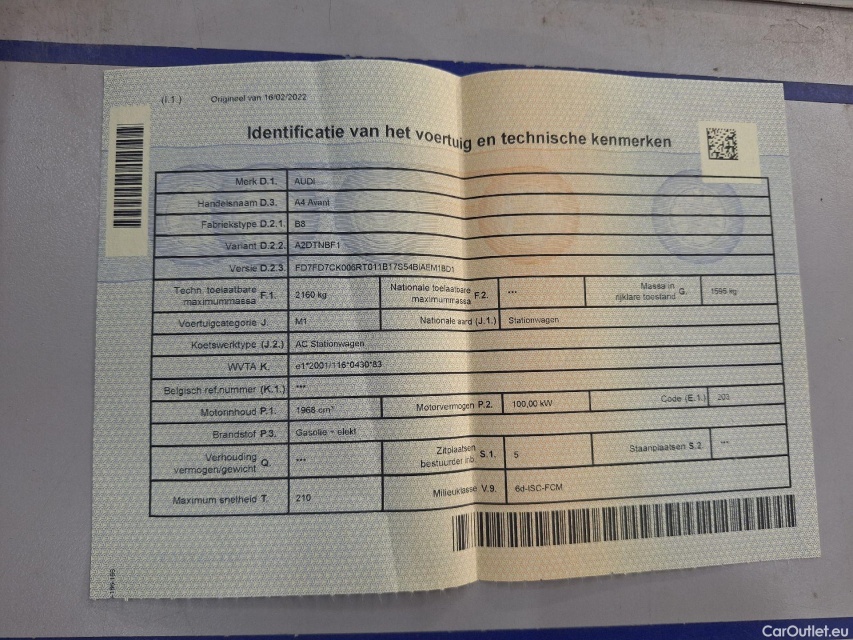 (I.1.) Origineel van 16/02/2022
Identificatie van het voertuig en technische kenmerken
Merk D.1. AUDI
Handelsnaam D.3. A4 Avant
Fabriekstype D.2.1. B8
Variant D.2.2. A2DTNBF1
Versie D.2.3. FD7FD7CK006RT011B17S54BIAEM18D1
Techn. toelaatbare maximummassa F.1. 2160 kg Nationale toelaatbare maximummassa F.2. *** Massa in rijklare toestand G. 1595 kg
Voertuigcategorie J. M1 Nationale aard (J.1.) Stationwagen
Koetswerktype (J.2.) AC Stationwagen
WVTA K. e1*2001/116*0430*83
Belgisch ref.nummer (K.1.) ***
Motorinhoud P.1. 1968 cm³ Motorvermogen P.2. 100,00 kW Code (E.1.) 203
Brandstof P.3. Gasolie + elekt
Verhouding vermogen/gewicht Q. *** Zitplaatsen bestuurder inb. S.1. 5 Staanplaatsen S.2. ***
Maximum snelheid T. 210 Milieuklasse V.9. 6d-ISC-FCM
CarOutlet.eu